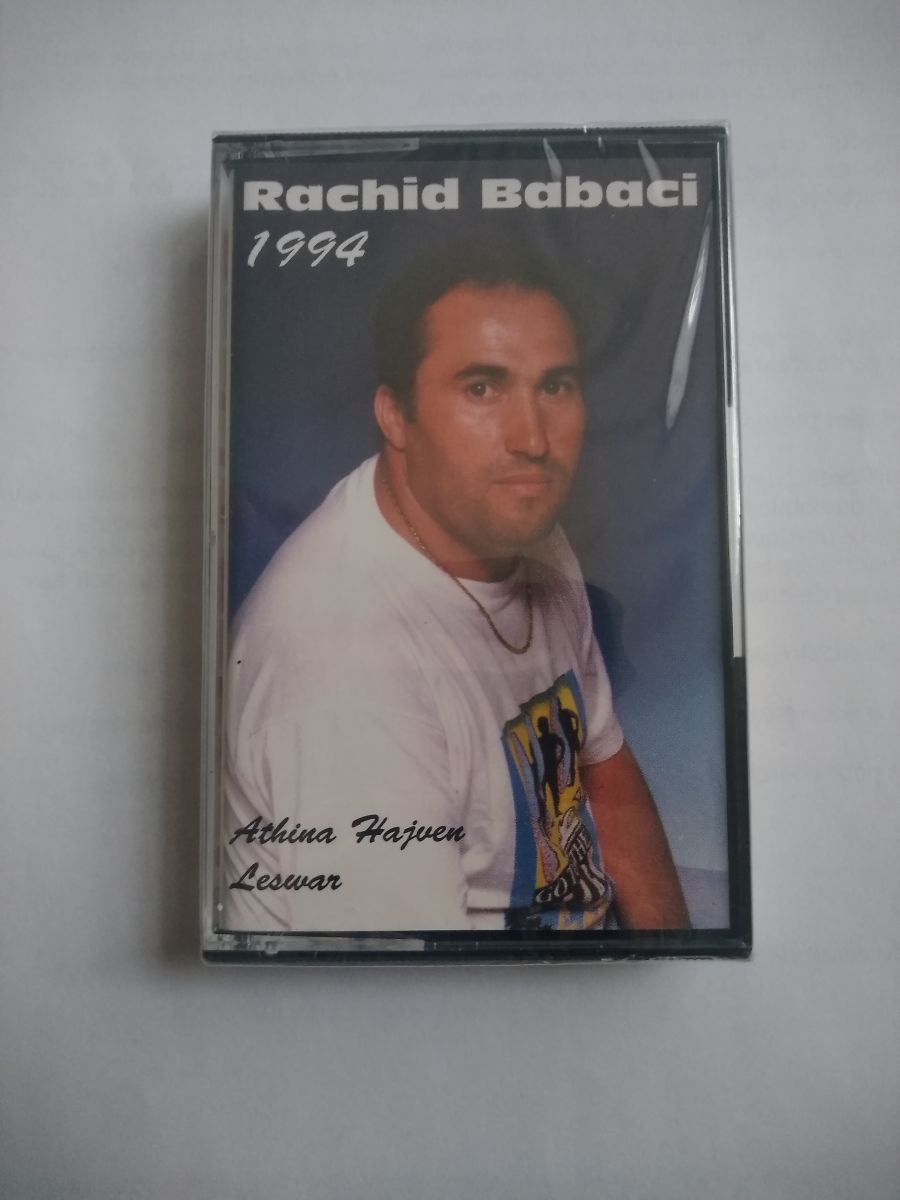 Rachid Babaci
1994
Athina Hajven
Leswar